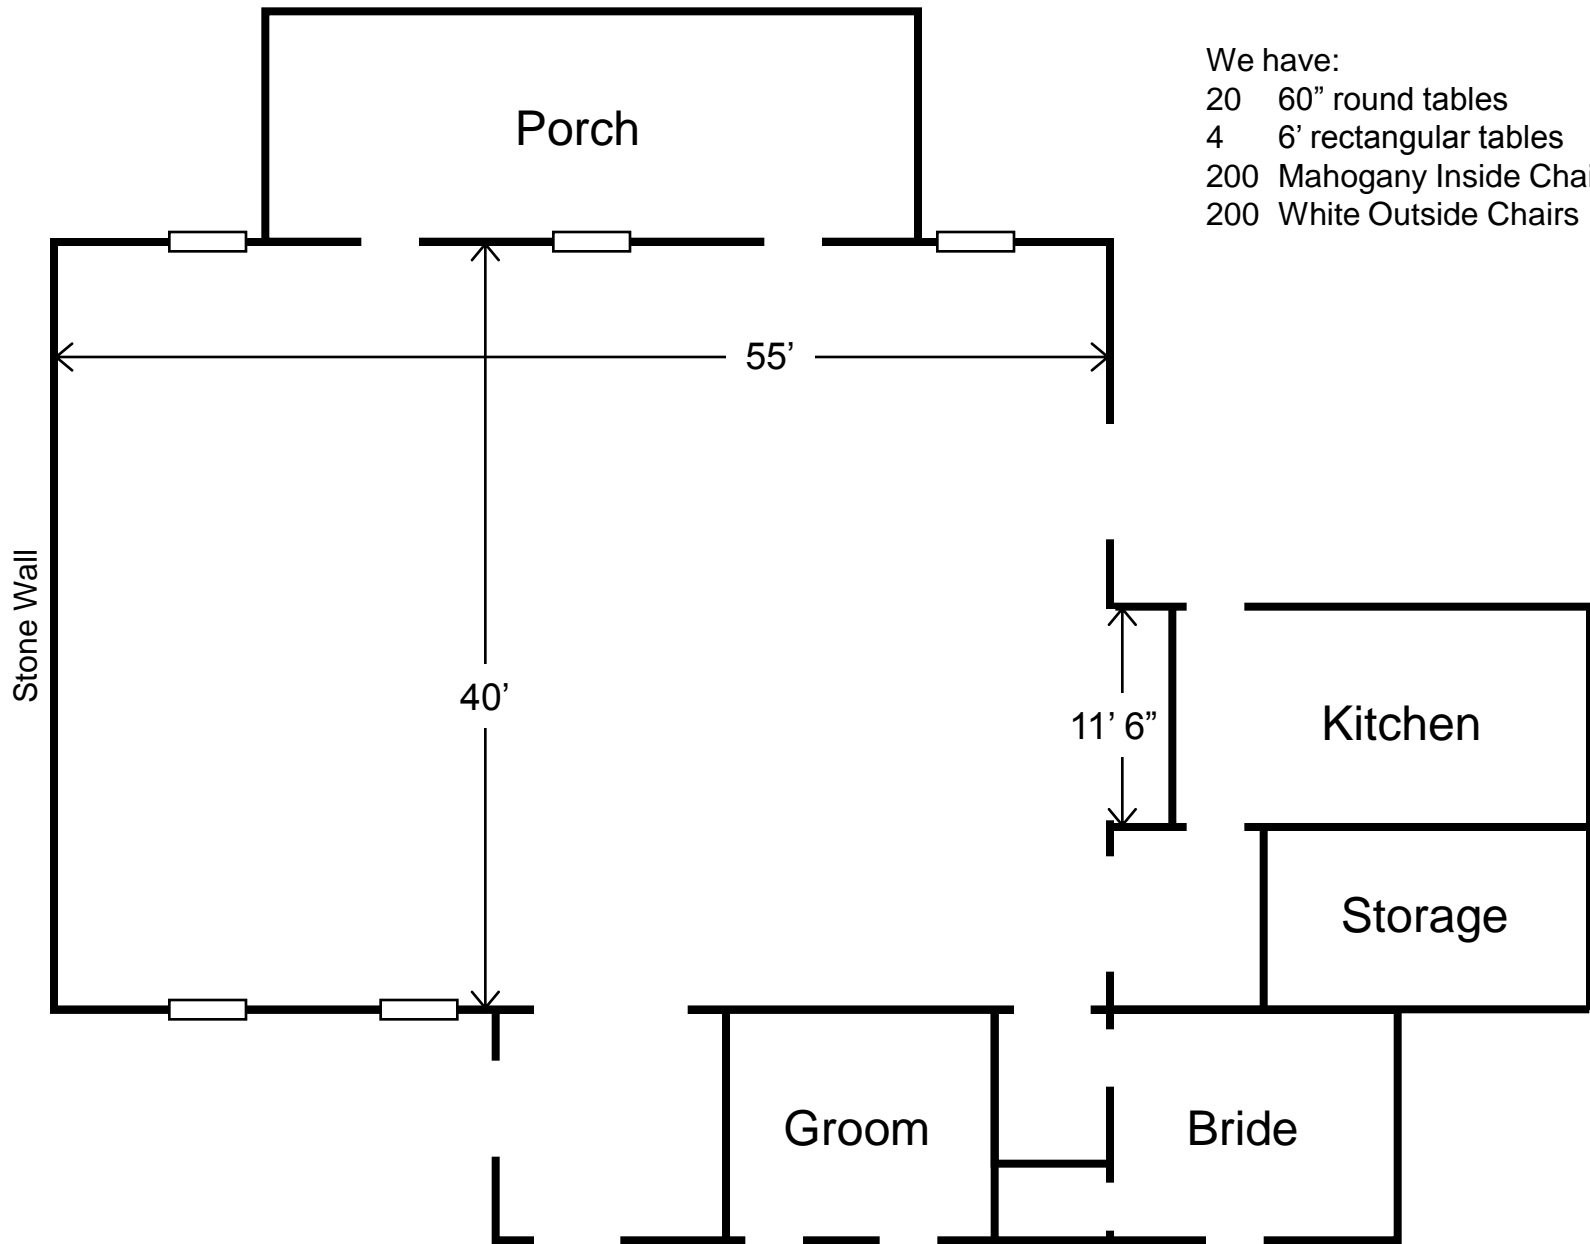 Porch
We have:
20 60” round tables
4 6’ rectangular tables
200 Mahogany Inside Chai
200 White Outside Chairs
55’
Stone Wall
40’
11’ 6”
Kitchen
Storage
Groom
Bride